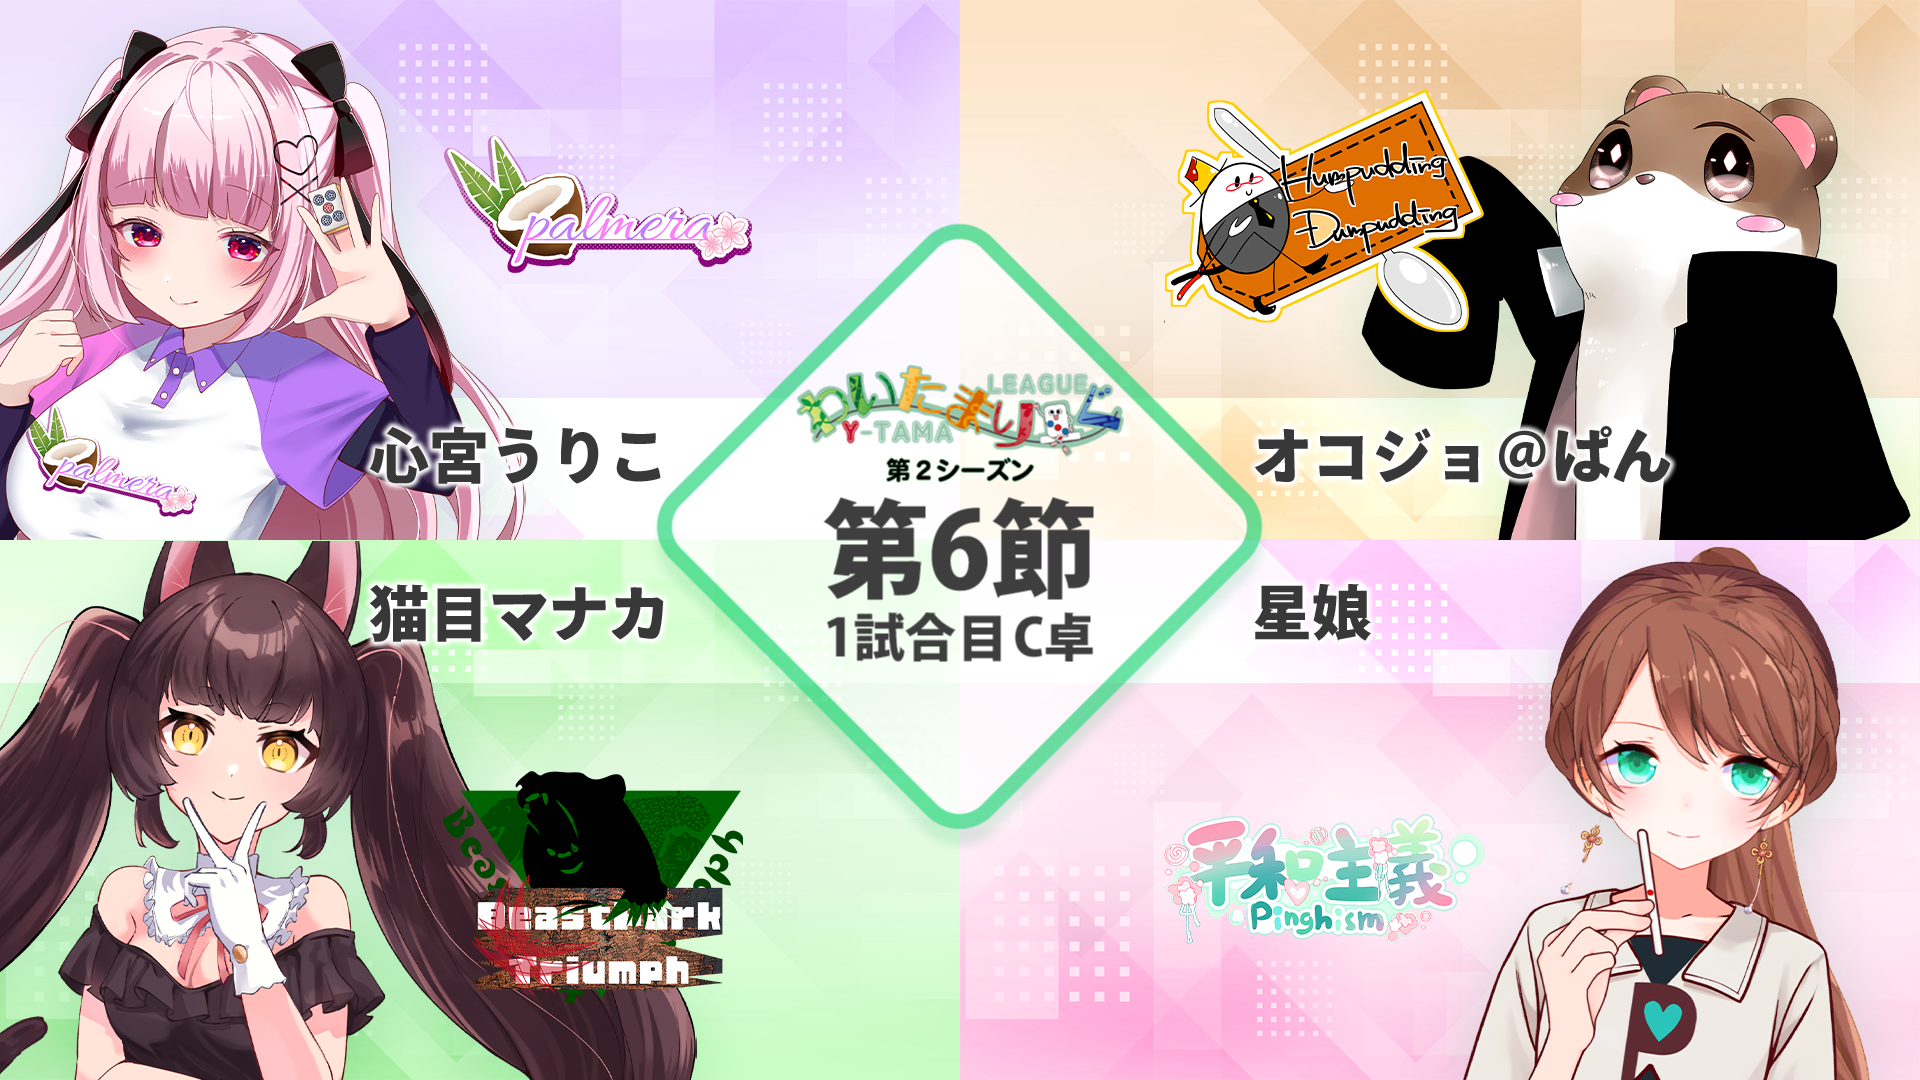 palmera
palmera
心宮うりこ
Humpudding
Dumpudding
オコジョ@ぱん
わいたまりーぐ
LEAGUE
Y-TAMA
第2シーズン
第6節
1試合目C卓
猫目マナカ
Beastbark
Triumph
星娘
平和主義
Pinghism